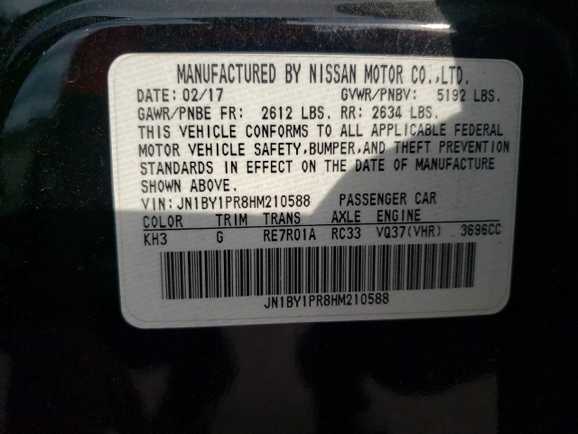 MANUFACTURED BY NISSAN MOTOR CO.,LTD.
DATE: 02/17 GVWR/PNBV: 5192 LBS.
GAWR/PNBE FR: 2612 LBS. RR: 2634 LBS.
THIS VEHICLE CONFORMS TO ALL APPLICABLE FEDERAL
MOTOR VEHICLE SAFETY,BUMPER,AND THEFT PREVENTION
STANDARDS IN EFFECT ON THE DATE OF MANUFACTURE
SHOWN ABOVE.
VIN: JN1BY1PR8HM210588 PASSENGER CAR
COLOR TRIM TRANS AXLE ENGINE
KH3 G RE7R01A RC33 VQ37(VHR) 3696CC
JN1BY1PR8HM210588